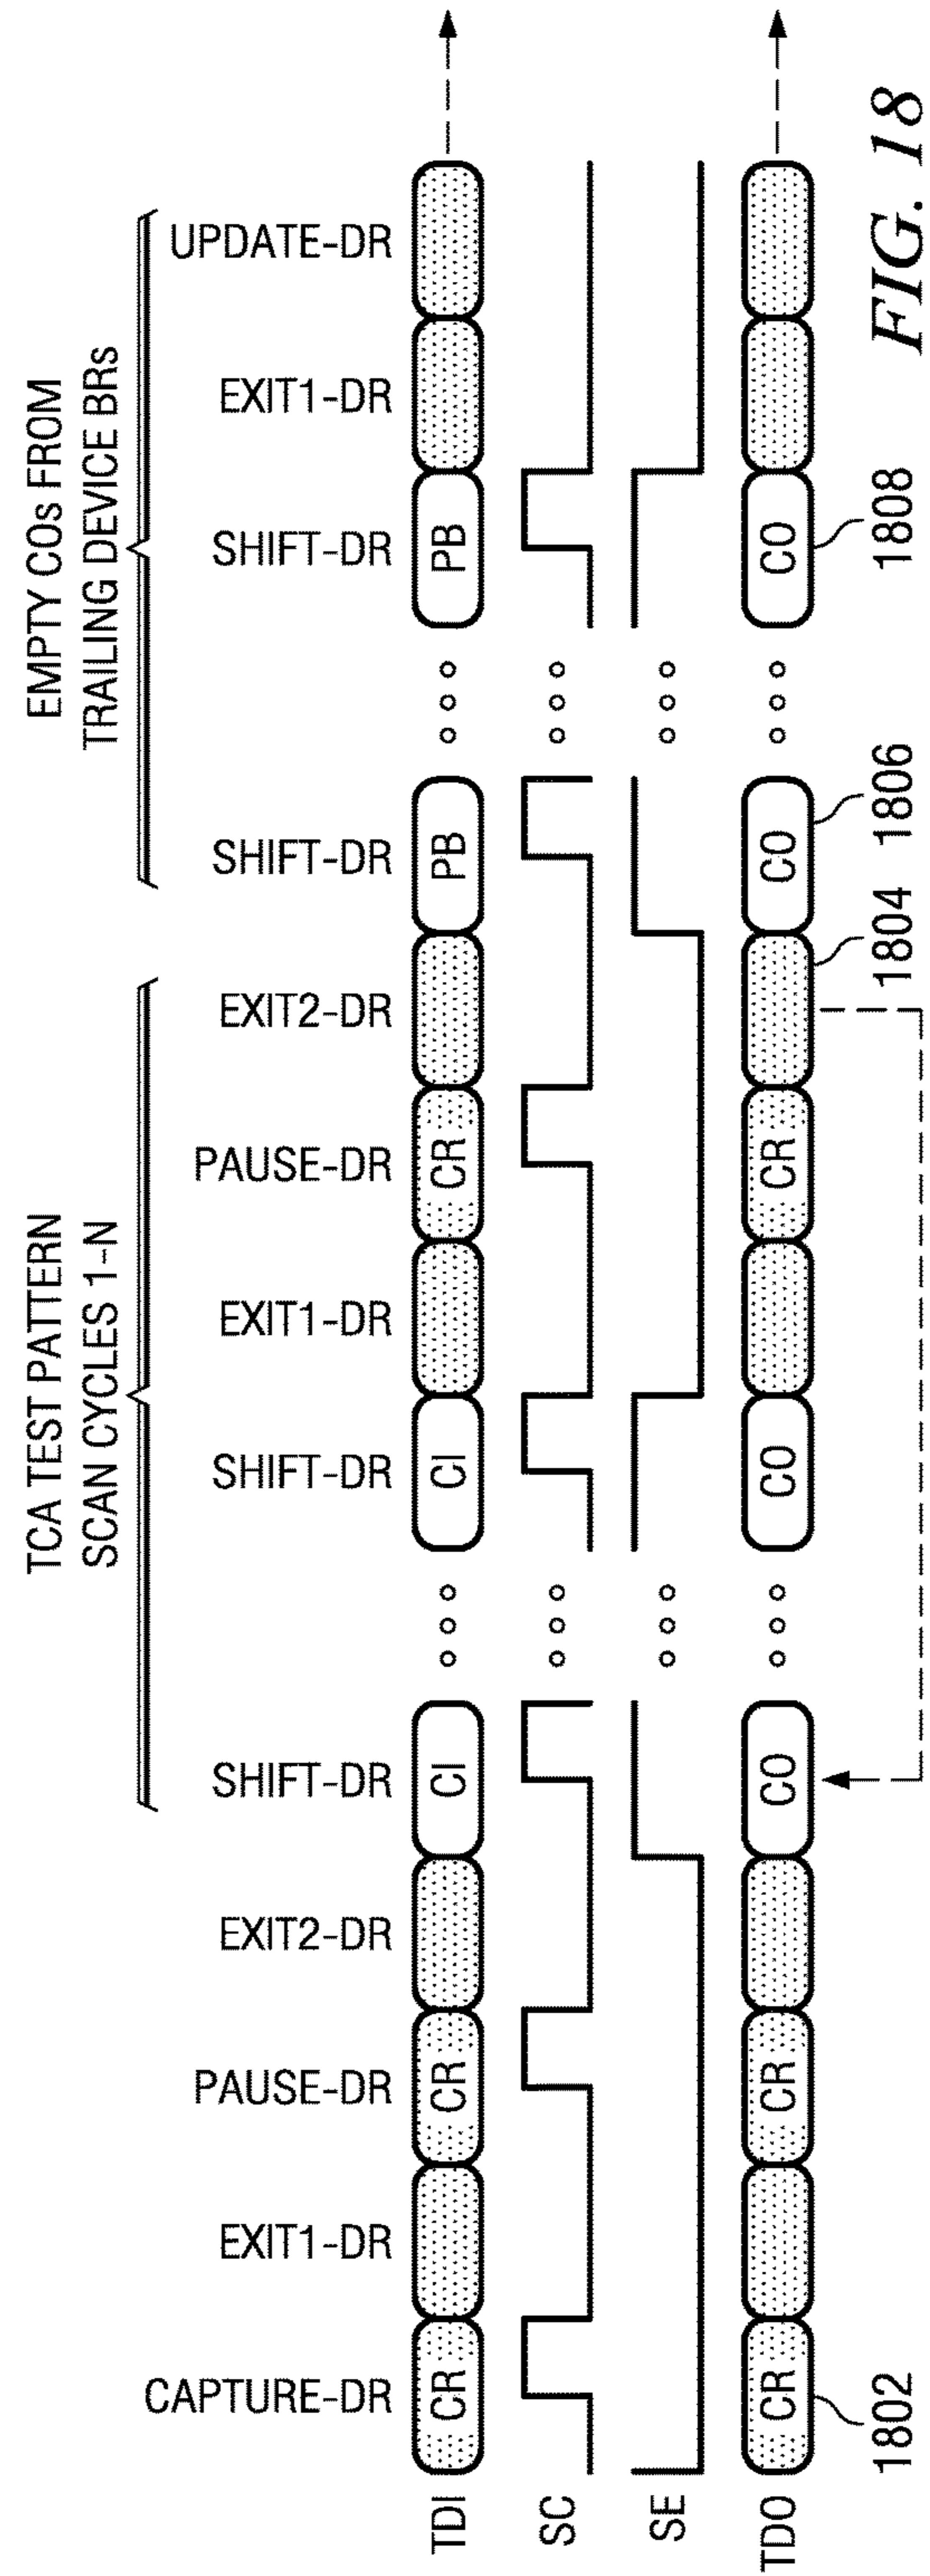 TCA TEST PATTERN
SCAN CYCLES 1-N
EMPTY COs FROM
TRAILING DEVICE BRs
CAPTURE-DR
EXIT1-DR
PAUSE-DR
EXIT2-DR
SHIFT-DR
SHIFT-DR
EXIT1-DR
PAUSE-DR
EXIT2-DR
SHIFT-DR
SHIFT-DR
EXIT1-DR
UPDATE-DR
TDI CR CR CI CI CR PB PB
SC
SE
TDO CR CR CO CO CR CO CO
1802
1804
1806
1808
FIG. 18